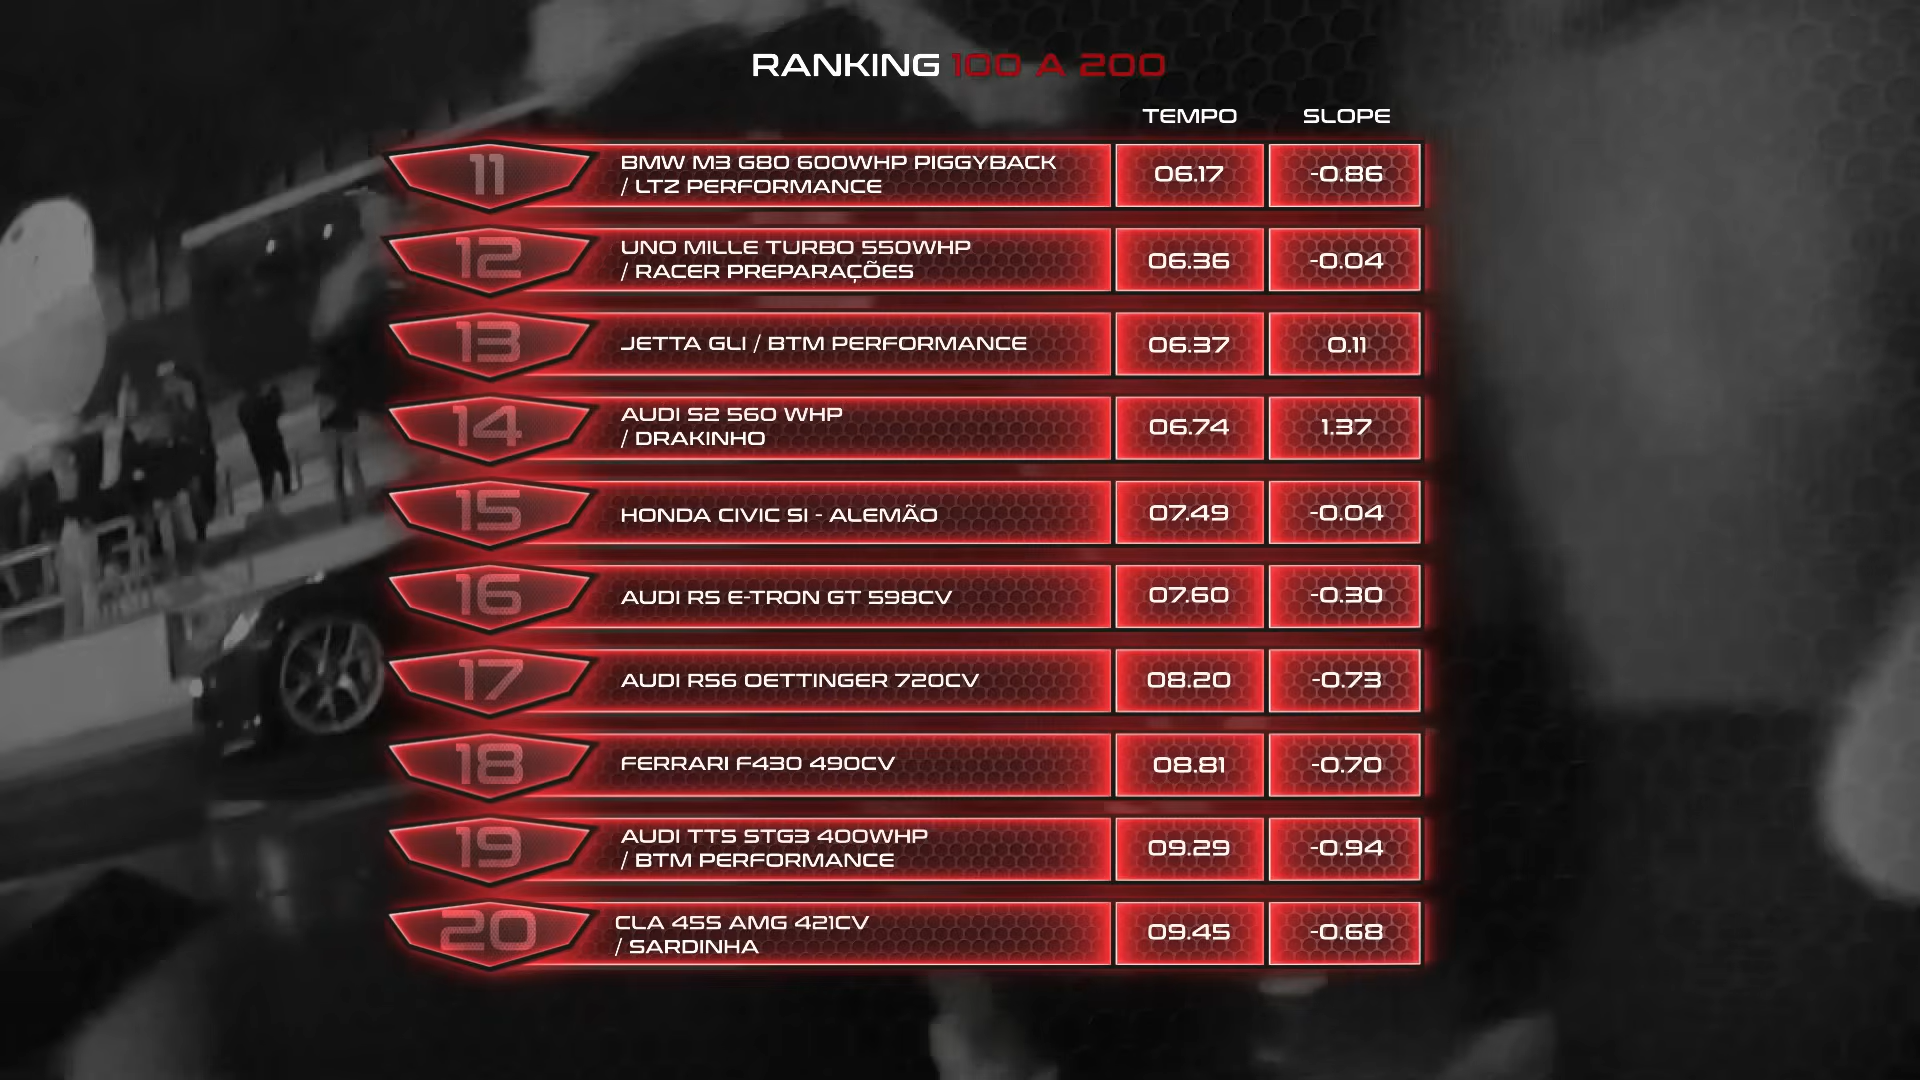 RANKING 100 A 200
TEMPO SLOPE
11 BMW M3 G80 600WHP PIGGYBACK
/ LTZ PERFORMANCE 06.17 -0.86
12 UNO MILLE TURBO 550WHP
/ RACER PREPARAÇÕES 06.36 -0.04
13 JETTA GLI / BTM PERFORMANCE 06.37 0.11
14 AUDI S2 560 WHP
/ DRAKINHO 06.74 1.37
15 HONDA CIVIC SI - ALEMÃO 07.49 -0.04
16 AUDI RS E-TRON GT 598CV 07.60 -0.30
17 AUDI RS6 OETTINGER 720CV 08.20 -0.73
18 FERRARI F430 490CV 08.81 -0.70
19 AUDI TTS STG3 400WHP
/ BTM PERFORMANCE 09.29 -0.94
20 CLA 45S AMG 421CV
/ SARDINHA 09.45 -0.68